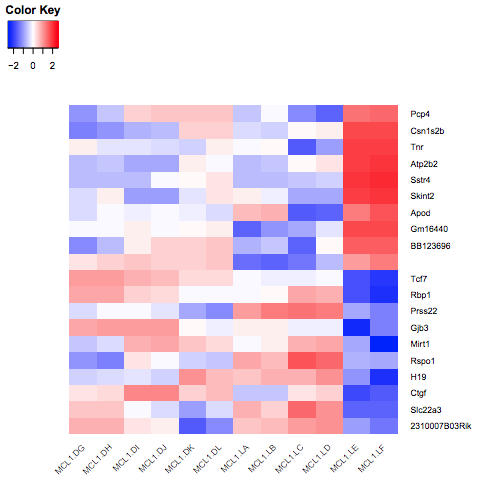 Color Key
−2 0 2
Pcp4
Csn1s2b
Tnr
Atp2b2
Sstr4
Skint2
Apod
Gm16440
BB123696
Tcf7
Rbp1
Prss22
Gjb3
Mirt1
Rspo1
H19
Ctgf
Slc22a3
2310007B03Rik
MCL1.DG MCL1.DH MCL1.DI MCL1.DJ MCL1.DK MCL1.DL MCL1.LA MCL1.LB MCL1.LC MCL1.LD MCL1.LE MCL1.LF